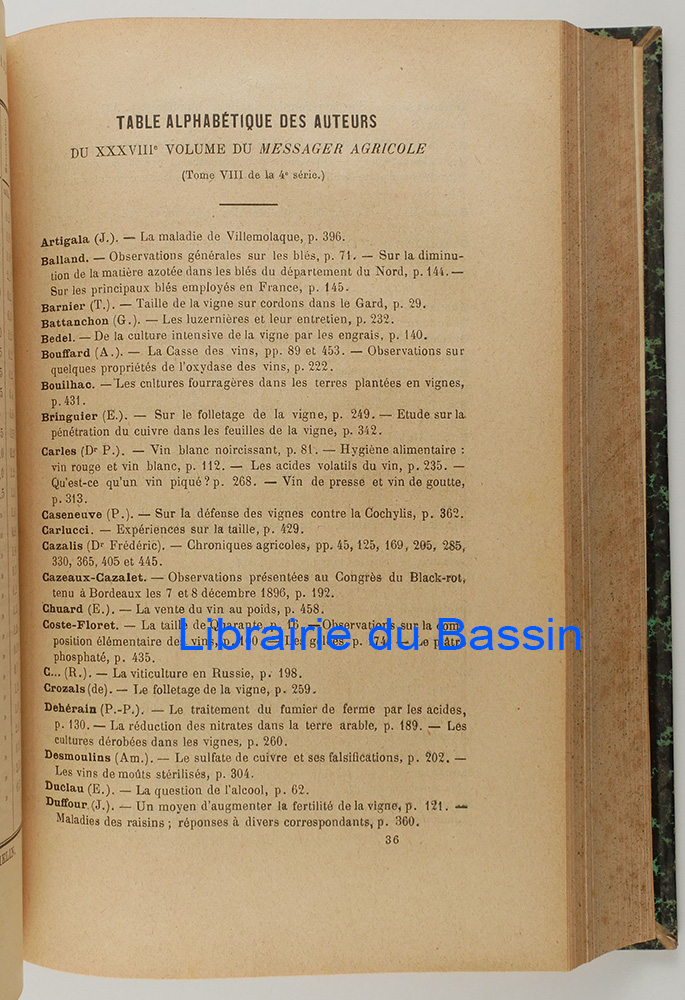 TABLE ALPHABÉTIQUE DES AUTEURS
DU XXXVIIIe VOLUME DU MESSAGER AGRICOLE
(Tome VIII de la 4e série.)
Artigala (J.). — La maladie de Villemolaque, p. 396.
Balland. — Observations générales sur les blés, p. 71. — Sur la diminu-
tion de la matière azotée dans les blés du département du Nord, p. 144. —
Sur les principaux blés employés en France, p. 145.
Barnier (T.). — Taille de la vigne sur cordons dans le Gard, p. 29.
Battanchon (G.). — Les luzernières et leur entretien, p. 232.
Bedel. — De la culture intensive de la vigne par les engrais, p. 140.
Bouffard (A.). — La Casse des vins, pp. 89 et 453. — Observations sur
quelques propriétés de l'oxydase des vins, p. 222.
Bouilhac. — Les cnltures fourragères dans les terres plantées en vignes,
p. 431.
Bringuier (E.). — Sur le folletage de la vigne, p. 249. — Etude sur la
pénétration du cuivre dans les feuilles de la vigne, p. 342.
Carles (Dr P.). — Vin blanc noircissant, p. 81. — Hygiène alimentaire :
vin rouge et vin blanc, p. 112. — Les acides volatils du vin, p. 235. —
Qu'est-ce qu'un vin piqué ? p. 268. — Vin de presse et vin de goutte,
p. 313.
Caseneuve (P.). — Sur la défense des vignes contre la Cochylis, p. 362.
Carlucci. — Expériences sur la taille, p. 429.
Cazalis (Dr Frédéric). — Chroniques agricoles, pp. 45, 125, 169, 205, 285,
330, 365, 405 et 445.
Cazeaux-Cazalet. — Observations présentées au Congrès du Black-rot,
tenu à Bordeaux les 7 et 8 décembre 1896, p. 192.
Chuard (E.). — La vente du vin au poids, p. 458.
Coste-Floret. — La taille de Quarante, p. 16. — Observations sur la com
position élémentaire des vins, p. — Les p. 174. — Le plâtr
phosphaté, p. 435.
Librairie du Bassin
C... (R.). — La viticulture en Russie, p. 198.
Crozals (de). — Le folletage de la vigne, p. 259.
Dehérain (P.-P.). — Le traitement du fumier de ferme par les acides,
p. 130. — La réduction des nitrates dans la terre arable, p. 189. — Les
cultures dérobées dans les vignes, p. 260.
Desmoulins (Am.). — Le sulfate de cuivre et ses falsifications, p. 202. —
Les vins de moûts stérilisés, p. 304.
Duclau (E.). — La question de l'alcool, p. 62.
Duffour (J.). — Un moyen d'augmenter la fertilité de la vigne, p. 121. —
Maladies des raisins ; réponses à divers correspondants, p. 360.
36